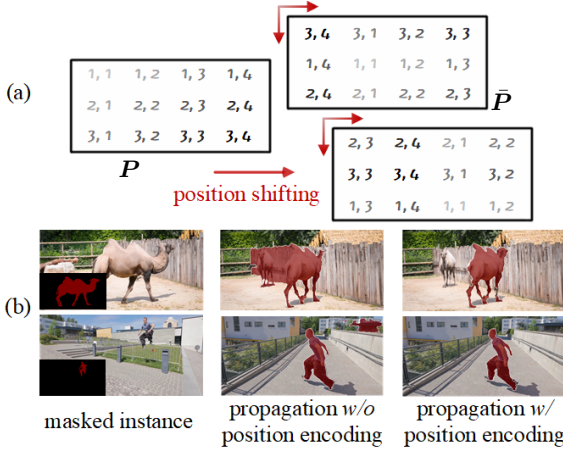 (a)
1, 1 1, 2 1, 3 1, 4
2, 1 2, 2 2, 3 2, 4
3, 1 3, 2 3, 3 3, 4
P
position shifting
3, 4 3, 1 3, 2 3, 3
1, 4 1, 1 1, 2 1, 3
2, 4 2, 1 2, 2 2, 3
P̄
2, 3 2, 4 2, 1 2, 2
3, 3 3, 4 3, 1 3, 2
1, 3 1, 4 1, 1 1, 2
(b)
masked instance
propagation w/o
position encoding
propagation w/
position encoding